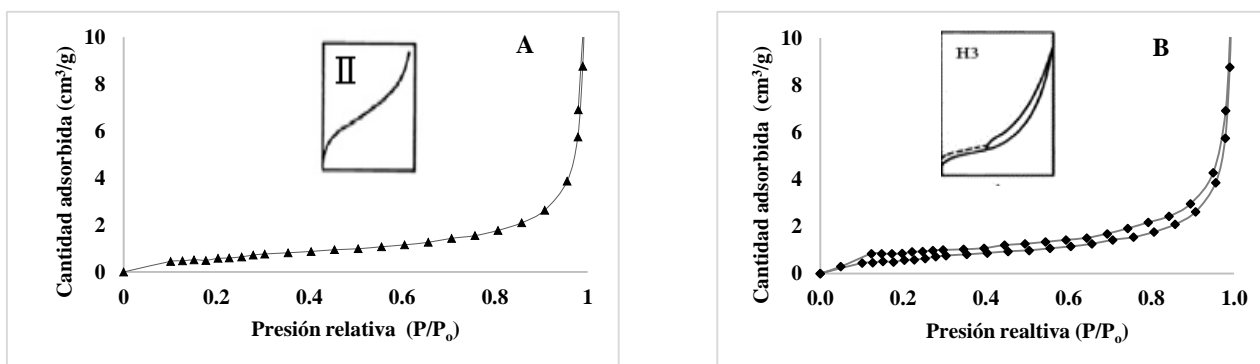 A
II
Cantidad adsorbida (cm³/g)
10
8
6
4
2
0
0 0.2 0.4 0.6 0.8 1
Presión relativa (P/Pₒ)
B
H3
Cantidad adsorbida (cm³/g)
10
8
6
4
2
0
0.0 0.2 0.4 0.6 0.8 1.0
Presión realtiva (P/Pₒ)